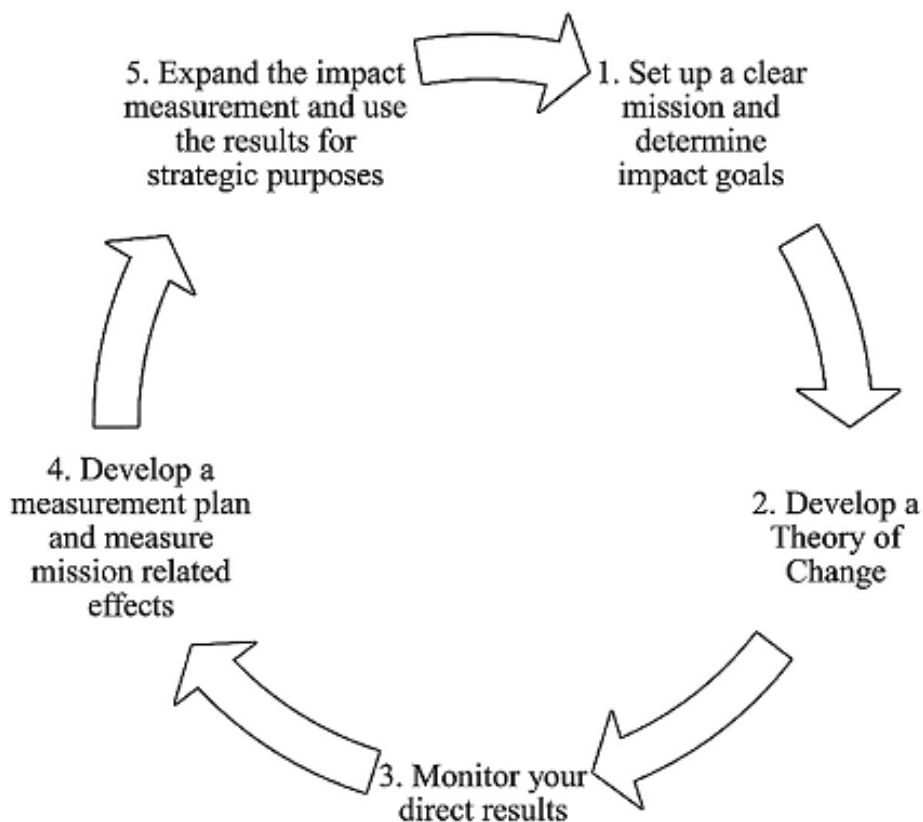 5. Expand the impact
measurement and use
the results for
strategic purposes
1. Set up a clear
mission and
determine
impact goals
2. Develop a
Theory of
Change
3. Monitor your
direct results
4. Develop a
measurement plan
and measure
mission related
effects